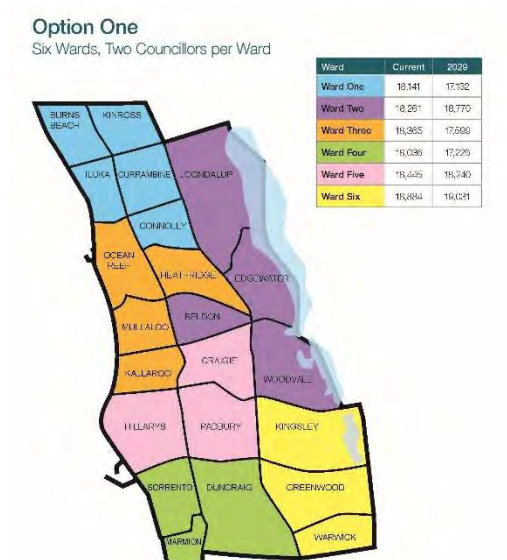 Option One
Six Wards, Two Councillors per Ward
Ward Current 2029
Ward One 18,141 17,132
Ward Two 18,261 18,770
Ward Three 18,365 17,599
Ward Four 18,036 17,226
Ward Five 18,445 18,240
Ward Six 18,884 19,031
BURNS
BEACH
KINROSS
ILUKA
CURRAMBINE
JOONDALUP
CONNOLLY
OCEAN
REEF
HEATHRIDGE
EDGEWATER
MULLALOO
BELDON
KALLAROO
CRAIGIE
WOODVALE
HILLARYS
PADBURY
KINGSLEY
SORRENTO
DUNCRAIG
GREENWOOD
MARMION
WARWICK